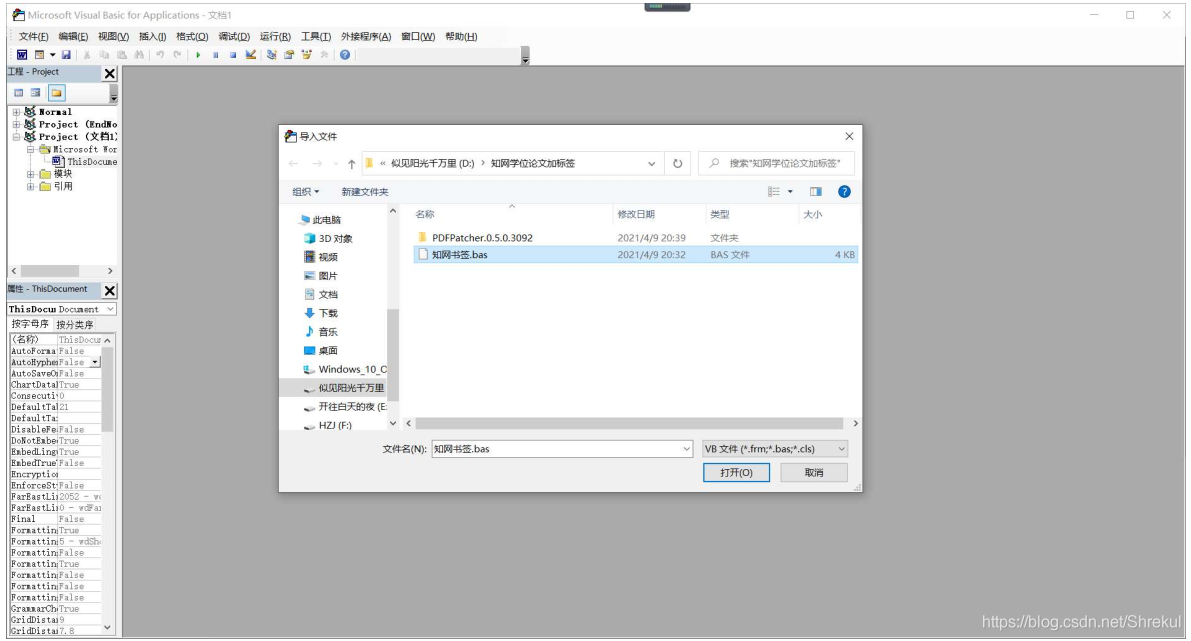 Microsoft Visual Basic for Applications - 文档1
文件(F) 编辑(E) 视图(V) 插入(I) 格式(O) 调试(D) 运行(R) 工具(T) 外接程序(A) 窗口(W) 帮助(H)
工程 - Project
Normal
Project (EndNo
Project (文档1)
Microsoft Wor
ThisDocume
模块
引用
属性 - ThisDocument
ThisDocu Document
按字母序 按分类序
(名称) ThisDocum
AutoForma False
AutoHyphe False
AutoSaveO False
ChartData True
Consecuti 0
DefaultTa 21
DefaultTa
DisableFe False
DoNotEmbe True
EmbedLing True
EmbedTrue False
Encryptio
EnforceSt False
FarEastLi 2052 - w
FarEastLi 0 - wdFa
Final False
Formattin True
Formattin 5 - wdSh
Formattin False
Formattin True
Formattin False
Formattin False
Formattin False
GrammarCh True
GridDista 9
GridDista 7.8
导入文件
« 似见阳光千万里 (D:) › 知网学位论文加标签
搜索"知网学位论文加标签"
组织 新建文件夹
名称 修改日期 类型 大小
PDFPatcher.0.5.0.3092 2021/4/9 20:39 文件夹
知网书签.bas 2021/4/9 20:32 BAS 文件 4 KB
此电脑
3D 对象
视频
图片
文档
下载
音乐
桌面
Windows_10_C
似见阳光千万里
开往白天的夜 (E:
HZJ (F:)
文件名(N): 知网书签.bas VB 文件 (*.frm;*.bas;*.cls)
打开(O) 取消
https://blog.csdn.net/Shrekul